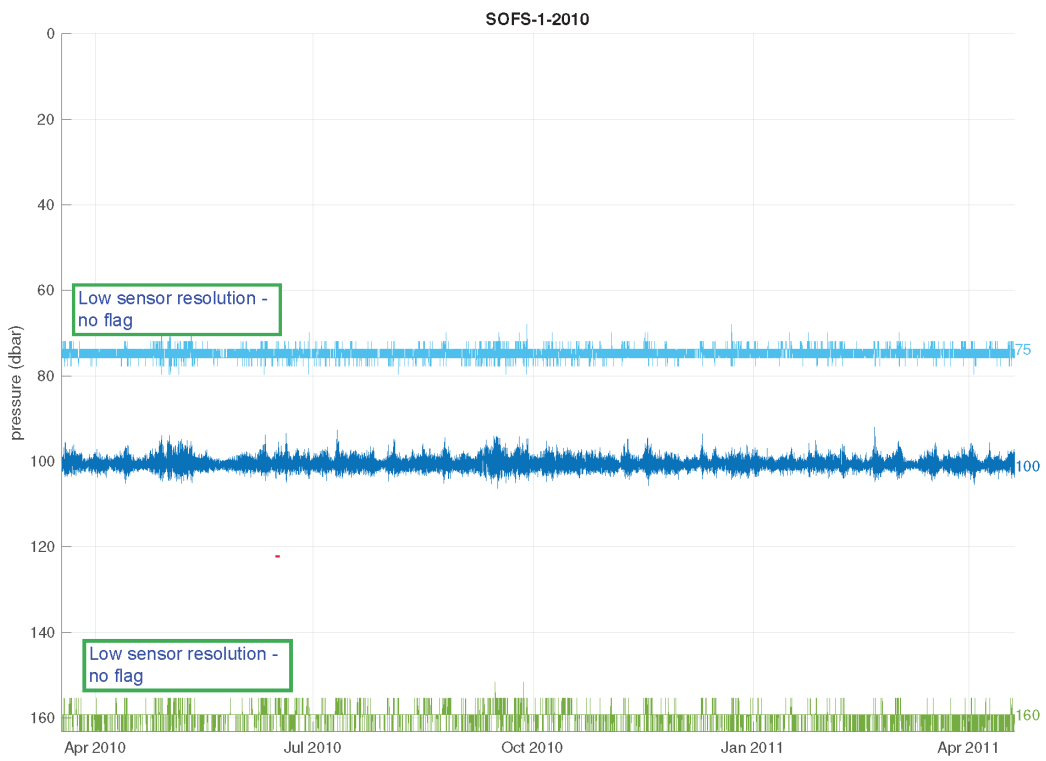 SOFS-1-2010
0
20
40
60
Low sensor resolution -
no flag
75
80
pressure (dbar)
100
100
120
140
Low sensor resolution -
no flag
160
160
Apr 2010 Jul 2010 Oct 2010 Jan 2011 Apr 2011